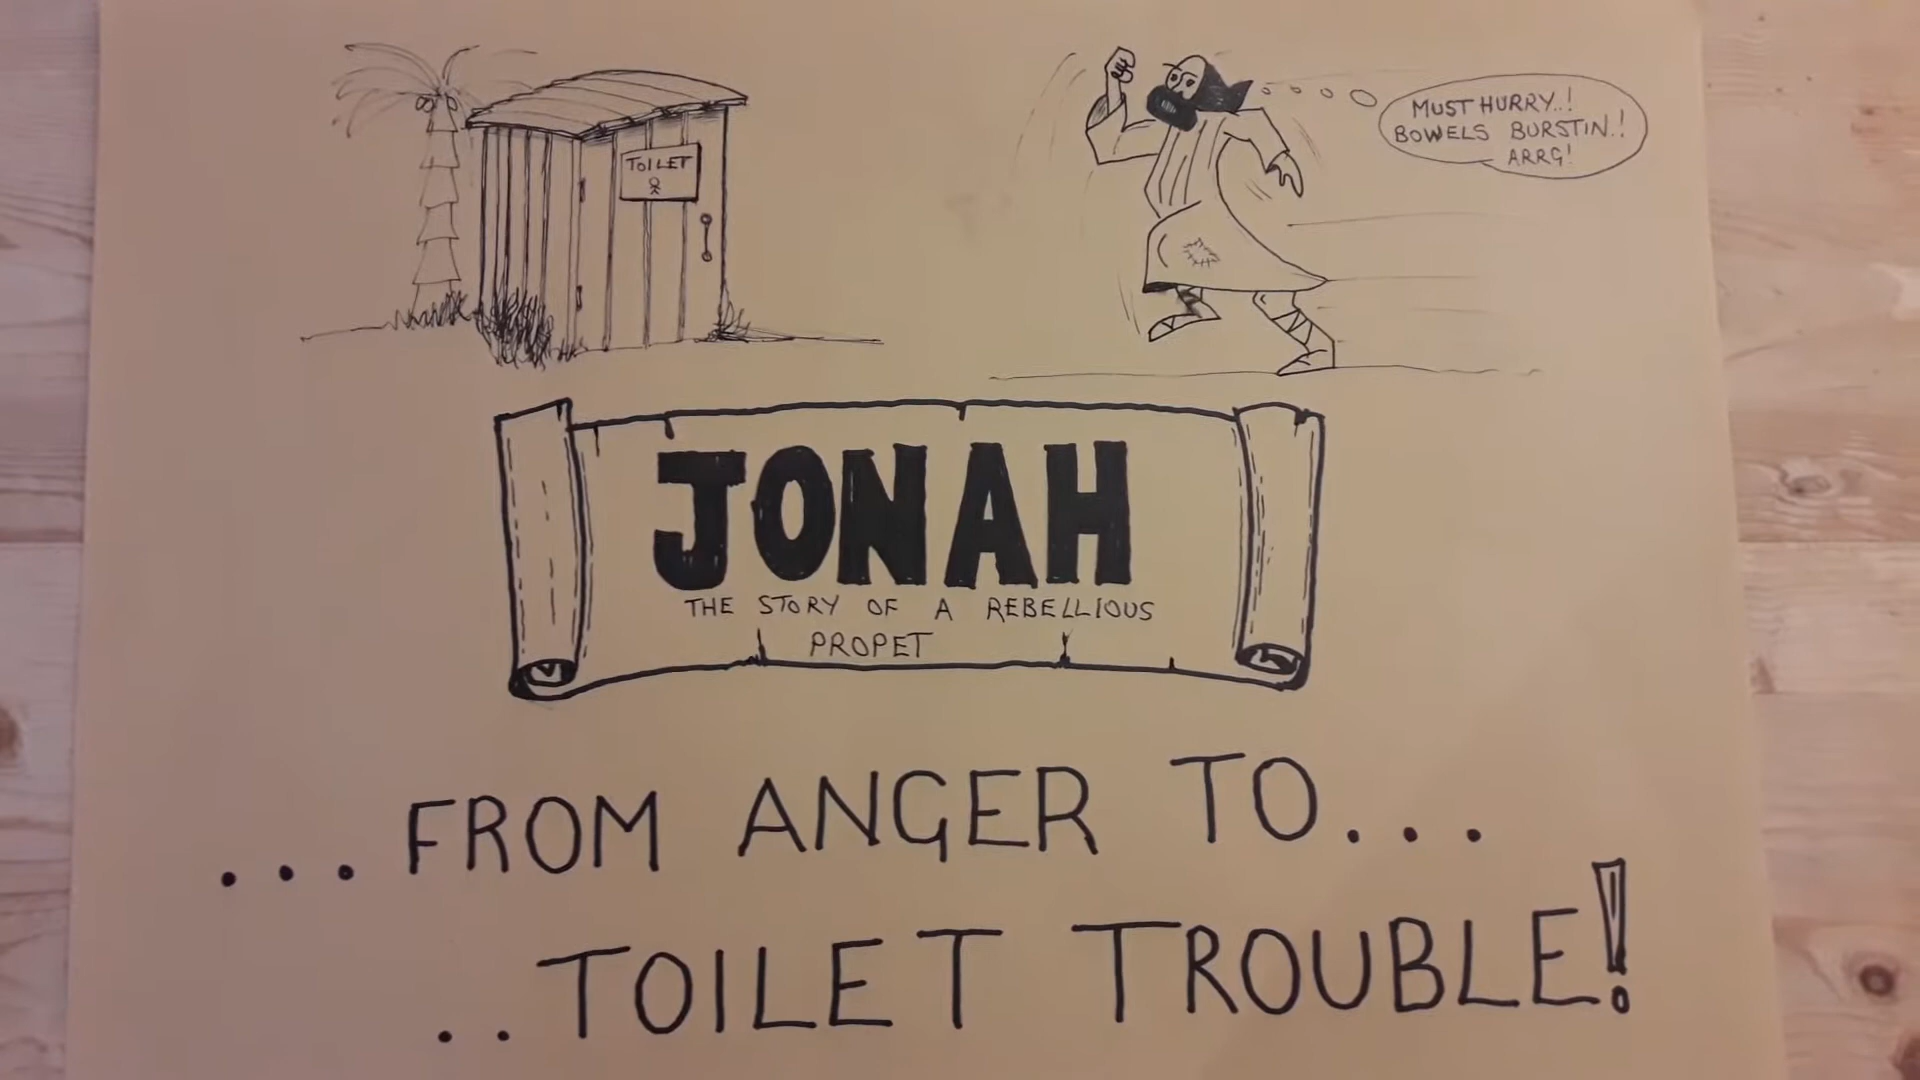 TOILET
MUST HURRY..!
BOWELS BURSTIN.!
ARRG!
JONAH
THE STORY OF A REBELLIOUS
PROPET
...FROM ANGER TO...
..TOILET TROUBLE!